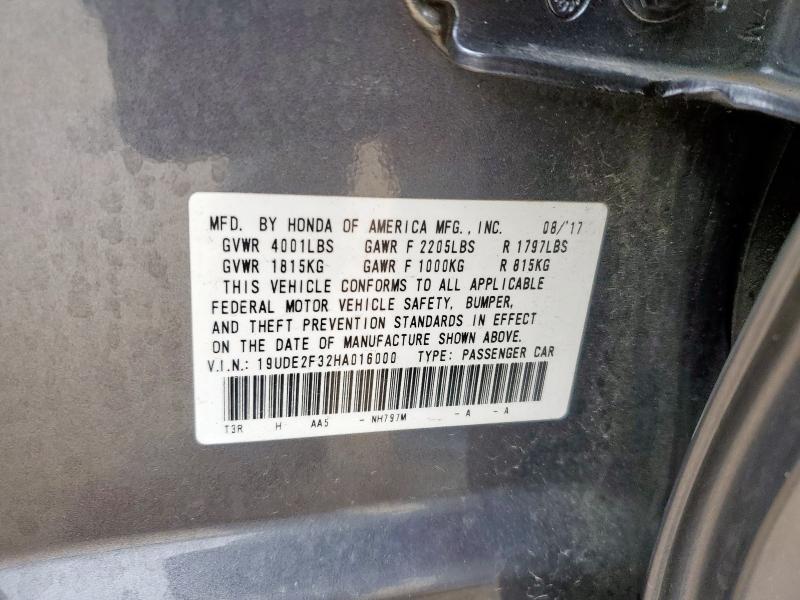 MFD. BY HONDA OF AMERICA MFG., INC. 08/'17
GVWR 4001LBS GAWR F 2205LBS R 1797LBS
GVWR 1815KG GAWR F 1000KG R 815KG
THIS VEHICLE CONFORMS TO ALL APPLICABLE
FEDERAL MOTOR VEHICLE SAFETY, BUMPER,
AND THEFT PREVENTION STANDARDS IN EFFECT
ON THE DATE OF MANUFACTURE SHOWN ABOVE.
V.I.N.: 19UDE2F32HA016000 TYPE: PASSENGER CAR
T3R H AA5 - NH797M - A - A